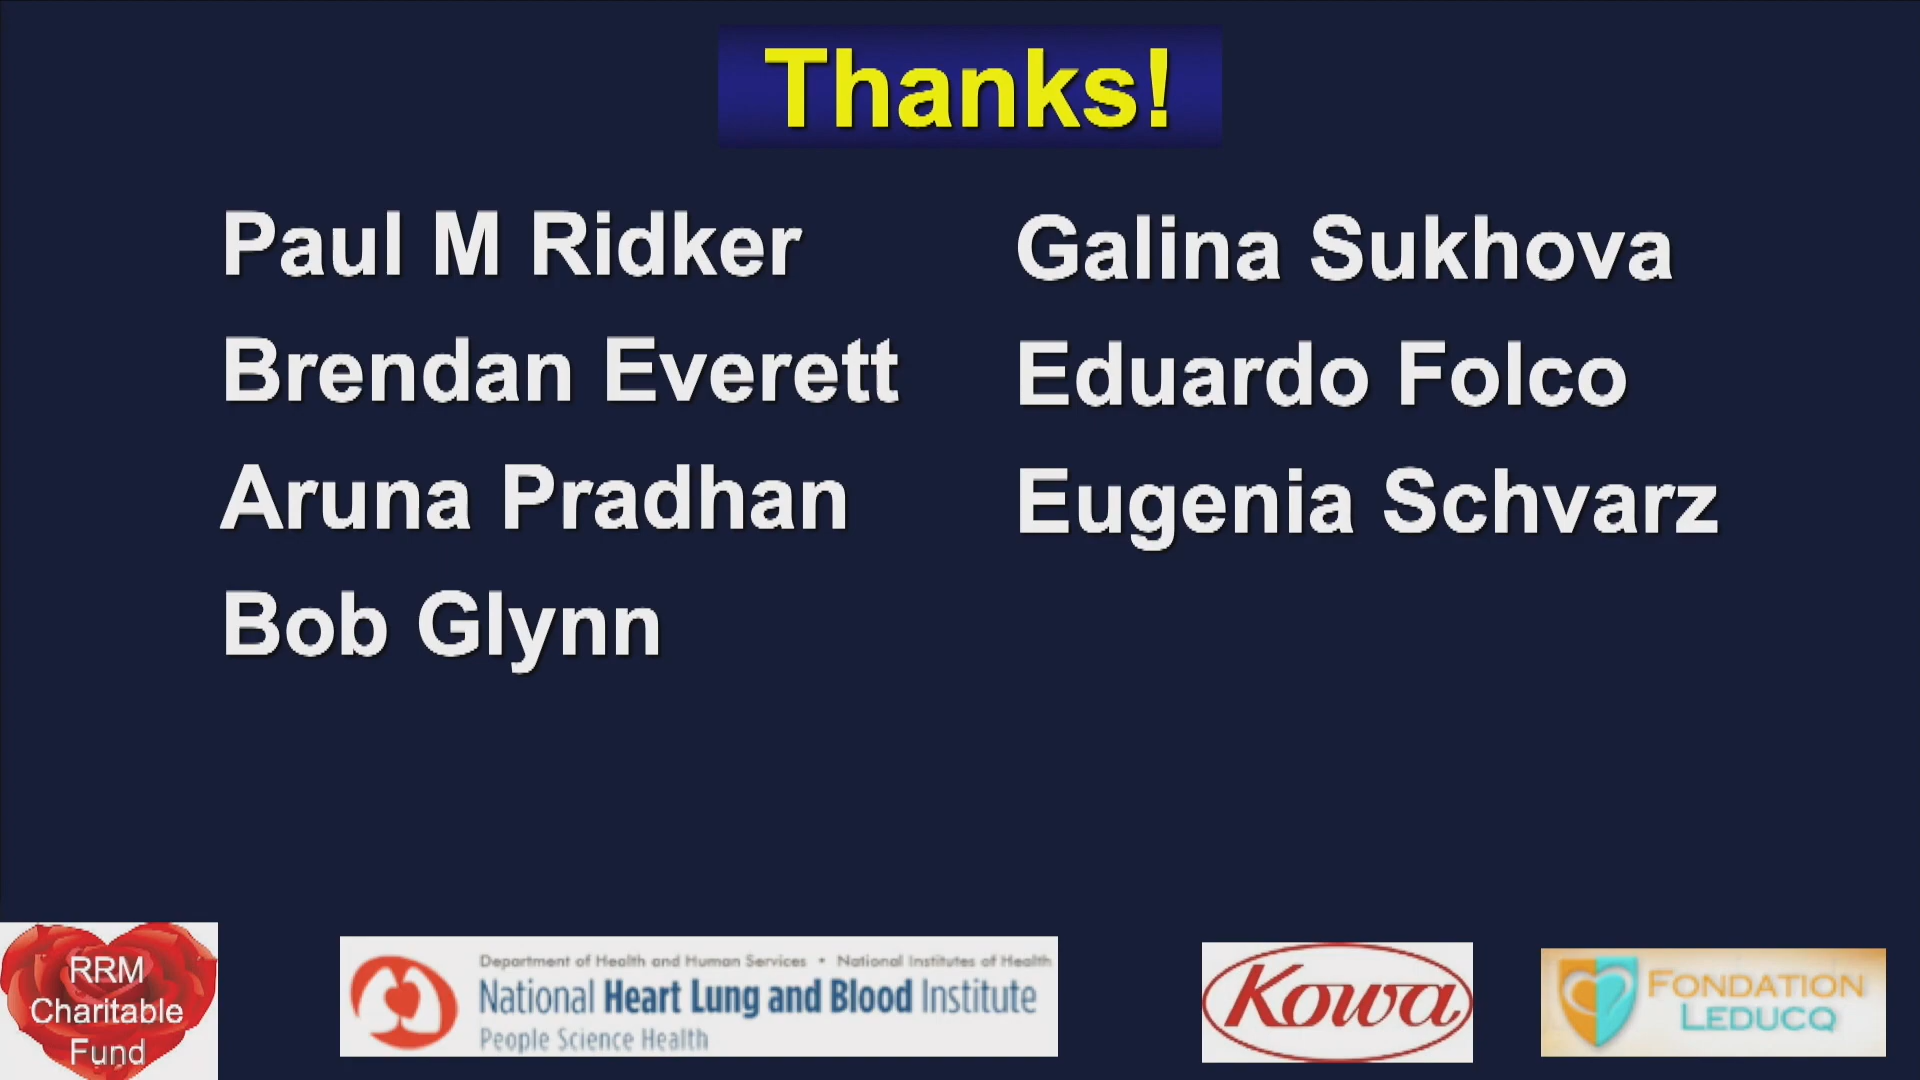 Thanks!
Paul M Ridker
Brendan Everett
Aruna Pradhan
Bob Glynn
Galina Sukhova
Eduardo Folco
Eugenia Schvarz
RRM
Charitable
Fund
Department of Health and Human Services • National Institutes of Health
National Heart Lung and Blood Institute
People Science Health
Kowa
FONDATION
LEDUCQ